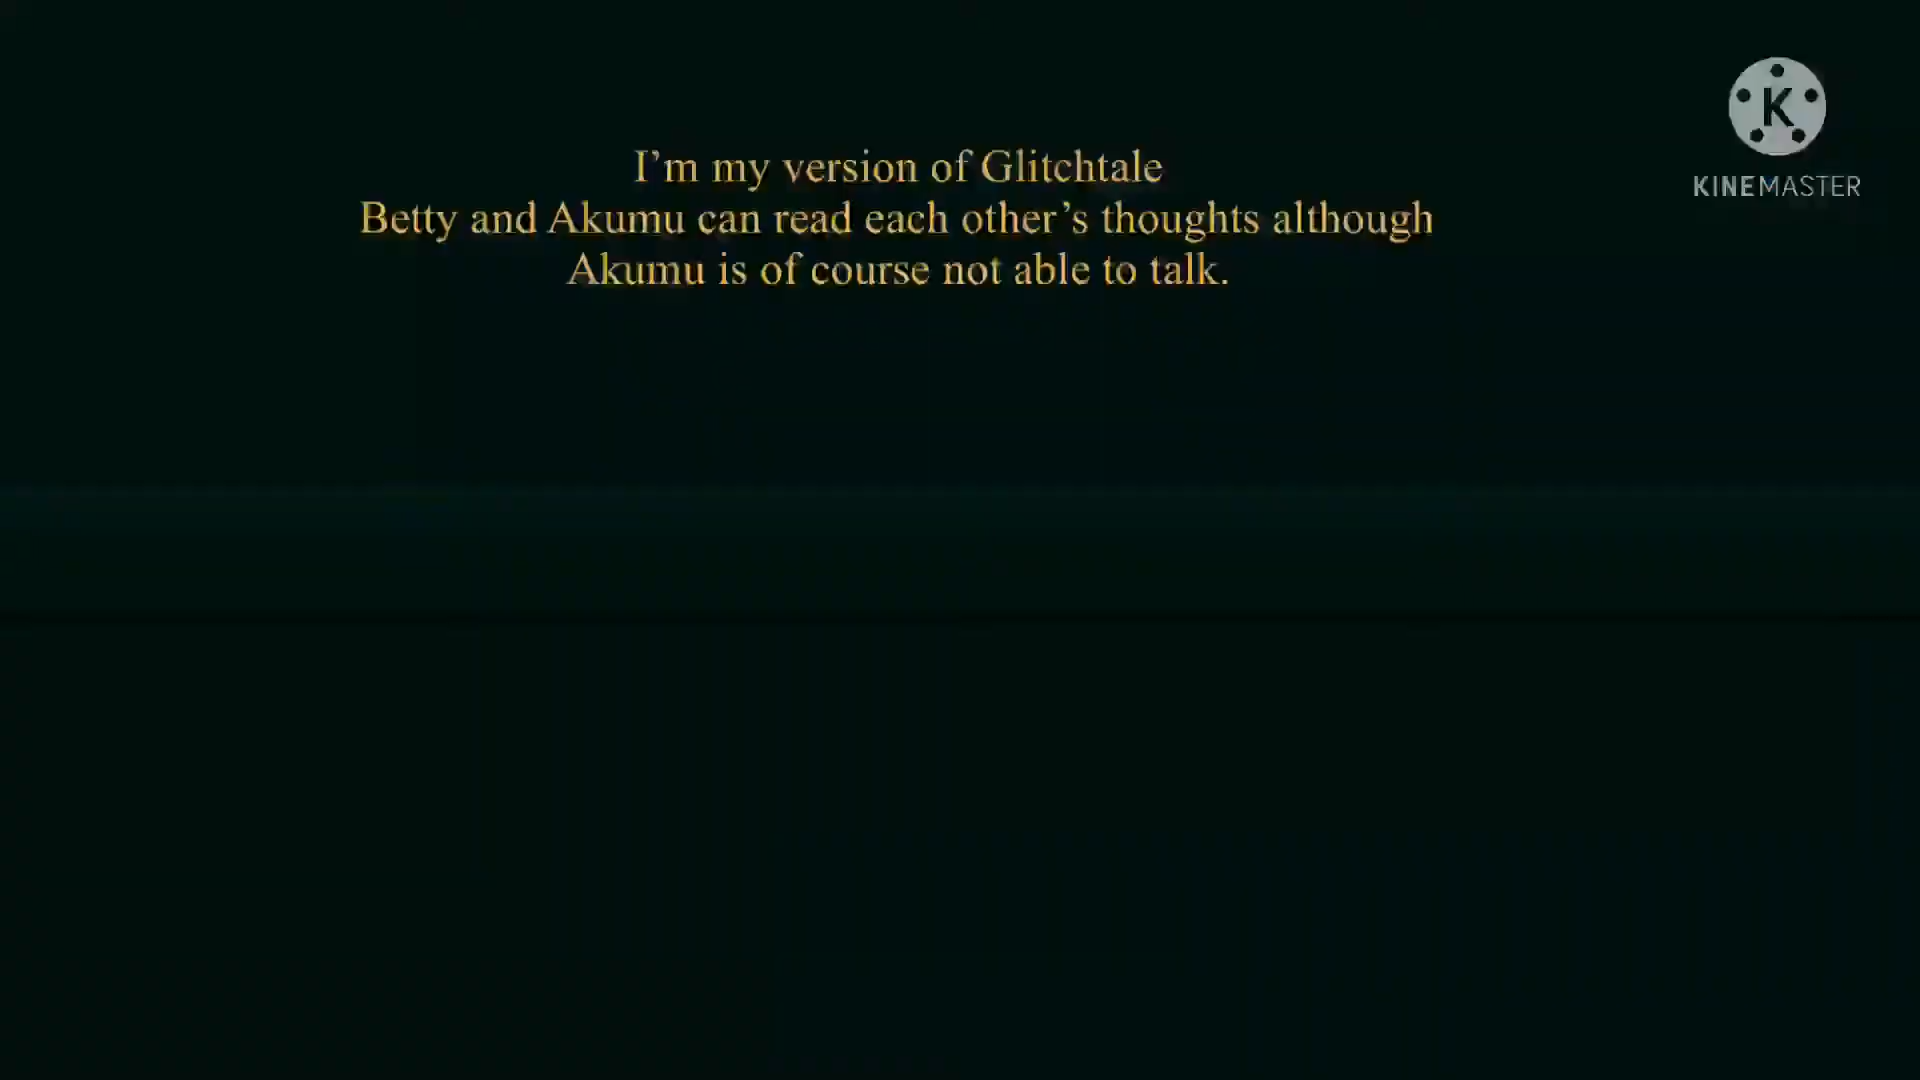 I'm my version of Glitchtale
Betty and Akumu can read each other's thoughts although
Akumu is of course not able to talk.
K
KINEMASTER